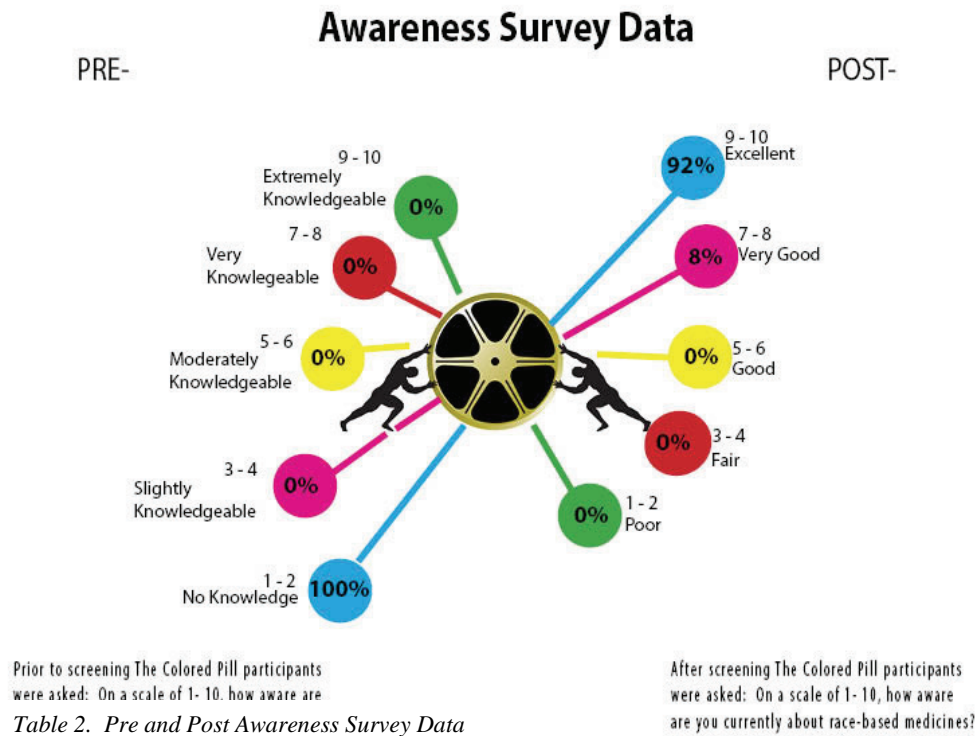 Awareness Survey Data
PRE-
POST-
9 - 10
Extremely
Knowledgeable
0%
7 - 8
Very
Knowlegeable
0%
5 - 6
Moderately
Knowledgeable
0%
3 - 4
Slightly
Knowledgeable
0%
1 - 2
No Knowledge
100%
9 - 10
Excellent
92%
7 - 8
Very Good
8%
5 - 6
Good
0%
3 - 4
Fair
0%
1 - 2
Poor
0%
Prior to screening The Colored Pill participants
were asked: On a scale of 1- 10, how aware are
After screening The Colored Pill participants
were asked: On a scale of 1- 10, how aware
are you currently about race-based medicines?
Table 2. Pre and Post Awareness Survey Data